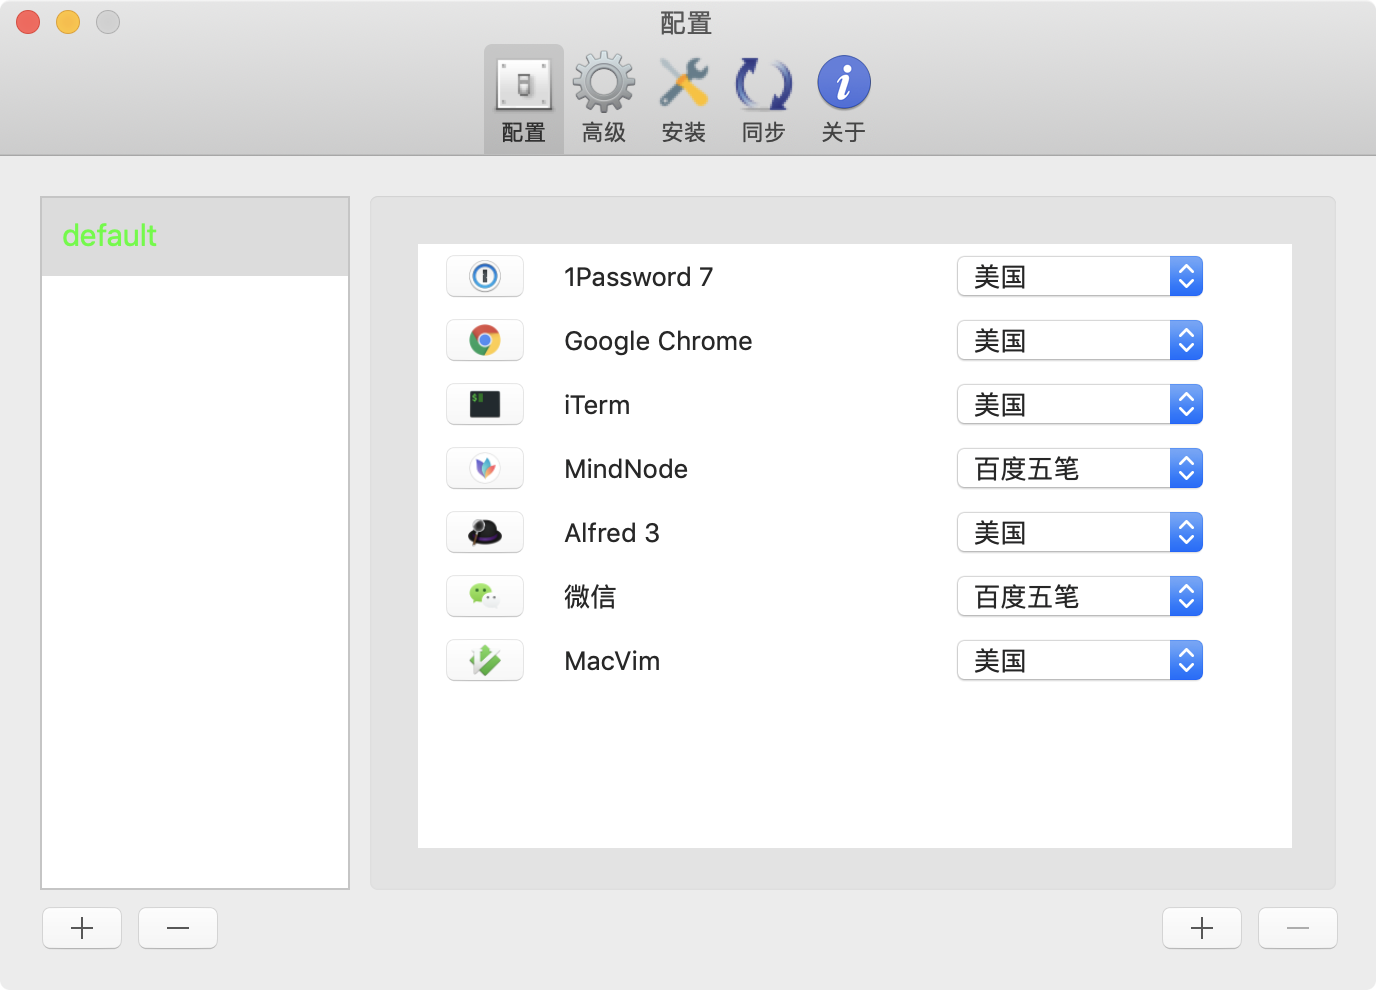 配置
配置 高级 安装 同步 关于
default
1Password 7 美国
Google Chrome 美国
iTerm 美国
MindNode 百度五笔
Alfred 3 美国
微信 百度五笔
MacVim 美国